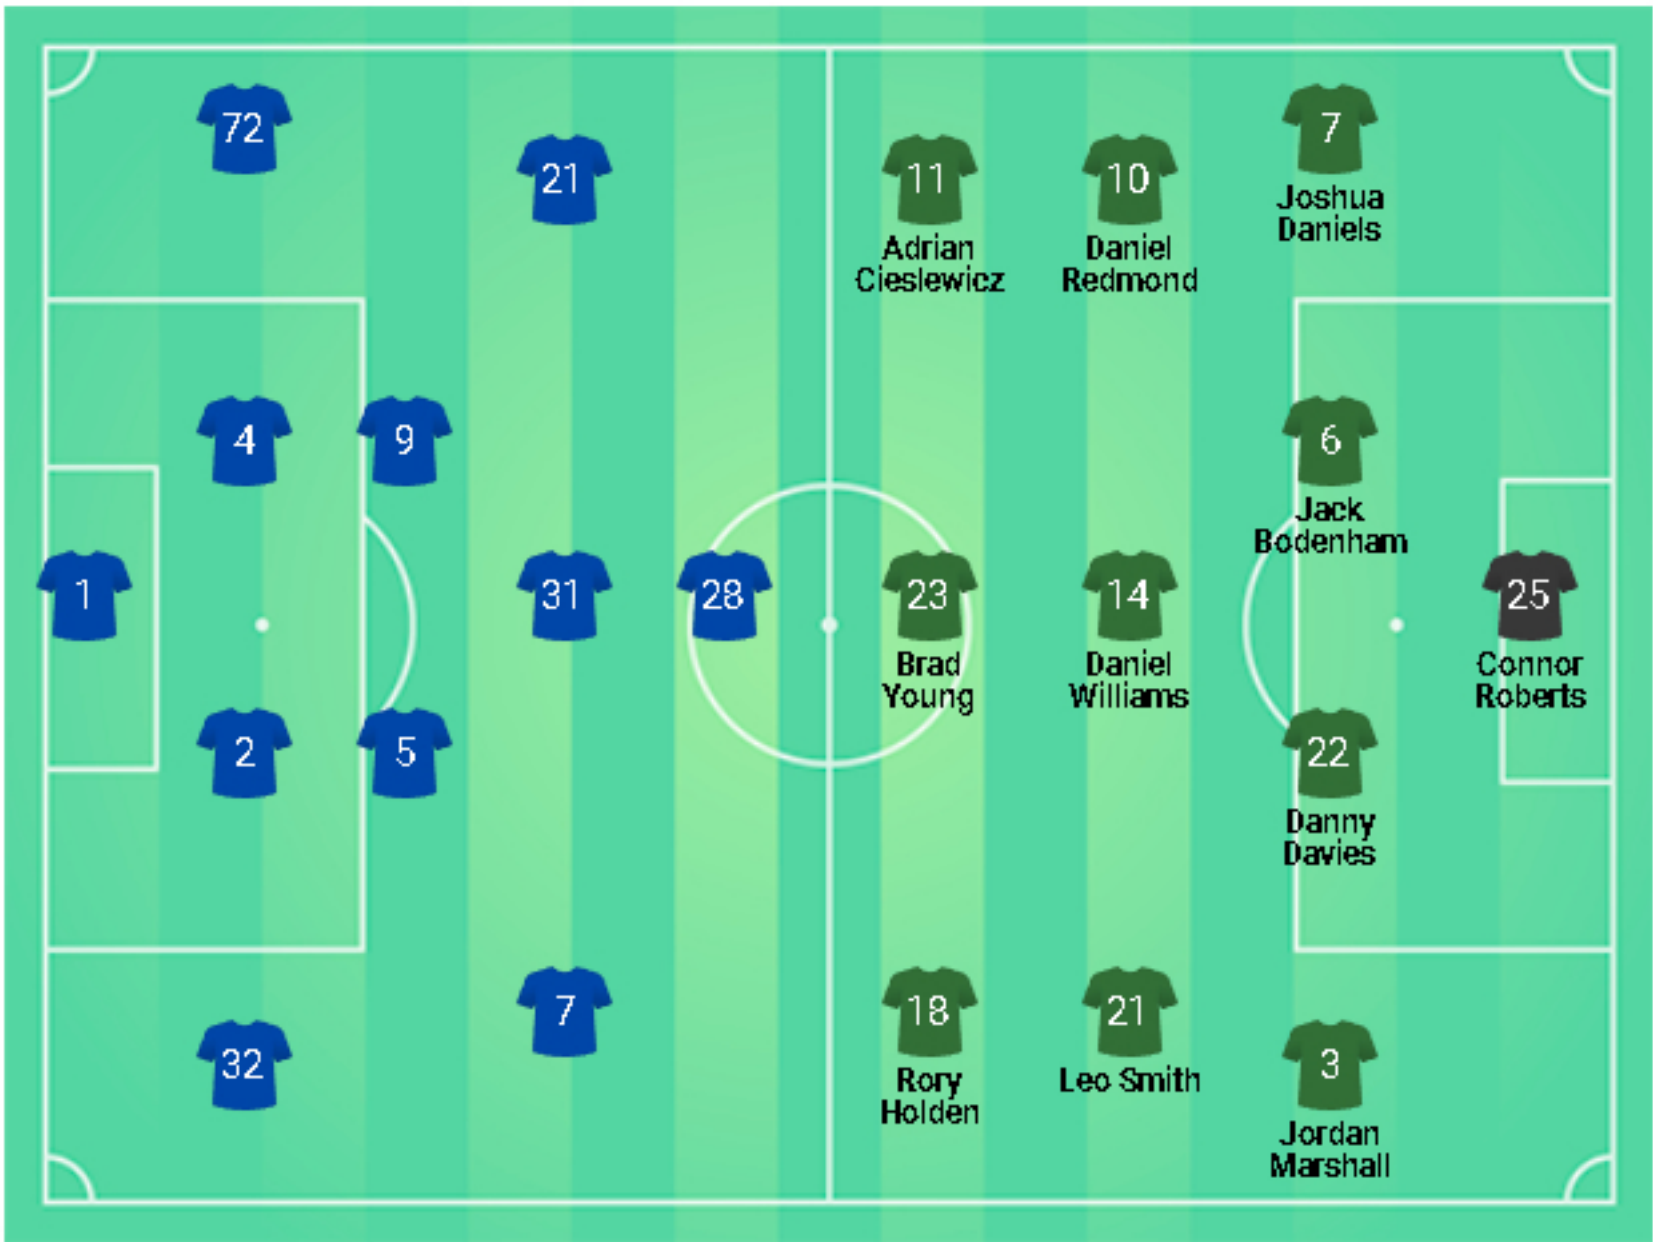 72
21
4
9
1
31
28
2
5
32
7
11
Adrian
Cieslewicz
10
Daniel
Redmond
7
Joshua
Daniels
6
Jack
Bodenham
23
Brad
Young
14
Daniel
Williams
25
Connor
Roberts
22
Danny
Davies
18
Rory
Holden
21
Leo Smith
3
Jordan
Marshall